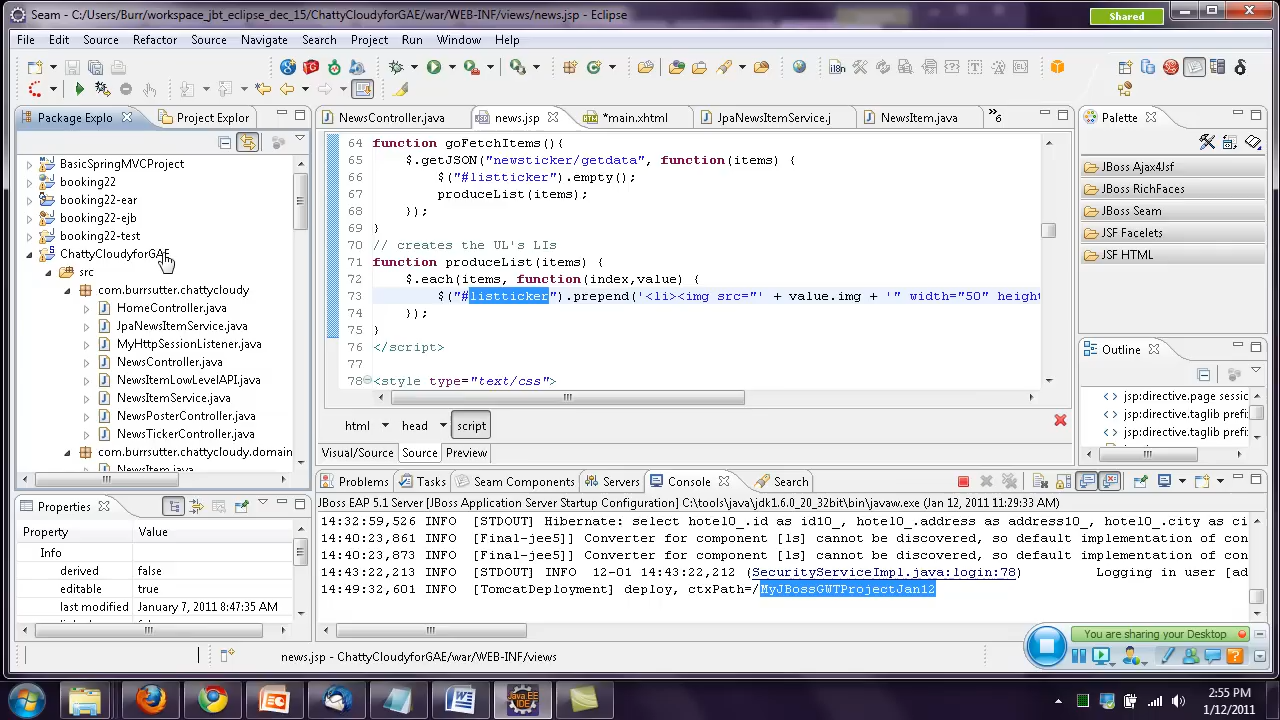 Seam - C:/Users/Burr/workspace_jbt_eclipse_dec_15/ChattyCloudyforGAE/war/WEB-INF/views/news.jsp - Eclipse
Shared
File Edit Source Refactor Source Navigate Search Project Run Window Help
Package Explo
Project Explor
NewsController.java
news.jsp
*main.xhtml
JpaNewsItemService.j
NewsItem.java
»6
Palette
BasicSpringMVCProject
booking22
booking22-ear
booking22-ejb
booking22-test
ChattyCloudyforGAE
src
com.burrsutter.chattycloudy
HomeController.java
JpaNewsItemService.java
MyHttpSessionListener.java
NewsController.java
NewsItemLowLevelAPI.java
NewsItemService.java
NewsPosterController.java
NewsTickerController.java
com.burrsutter.chattycloudy.domain
NewsItem.java
64 function goFetchItems(){
65 $.getJSON("newsticker/getdata", function(items) {
66 $("#listticker").empty();
67 produceList(items);
68 });
69 }
70 // creates the UL's LIs
71 function produceList(items) {
72 $.each(items, function(index,value) {
73 $("#listticker").prepend('<li><img src="' + value.img + '" width="50" height
74 });
75 }
76 </script>
77
78 <style type="text/css">
html head script
Visual/Source Source Preview
JBoss Ajax4Jsf
JBoss RichFaces
JBoss Seam
JSF Facelets
JSF HTML
Outline
jsp:directive.page sessic
jsp:directive.taglib prefi:
jsp:directive.taglib prefi:
Properties
Property Value
Info
derived false
editable true
last modified January 7, 2011 8:47:35 AM
Problem Tasks Seam Components Servers Console Search
JBoss EAP 5.1 Server [JBoss Application Server Startup Configuration] C:\tools\java\jdk1.6.0_20_32bit\bin\javaw.exe (Jan 12, 2011 11:29:33 AM)
14:32:59,526 INFO [STDOUT] Hibernate: select hotel0_.id as id10_, hotel0_.address as address10_, hotel0_.city as ci
14:40:23,861 INFO [Final-jee5]] Converter for component [ls] cannot be discovered, so default implementation of con
14:40:23,873 INFO [Final-jee5]] Converter for component [ls] cannot be discovered, so default implementation of con
14:43:22,213 INFO [STDOUT] INFO 12-01 14:43:22,212 (SecurityServiceImpl.java:login:78) Logging in user [ad
14:49:32,601 INFO [TomcatDeployment] deploy, ctxPath=/MyJBossGWTProjectJan12
You are sharing your Desktop
news.jsp - ChattyCloudyforGAE/war/WEB-INF/views
Java EE
IDE
2:55 PM
1/12/2011